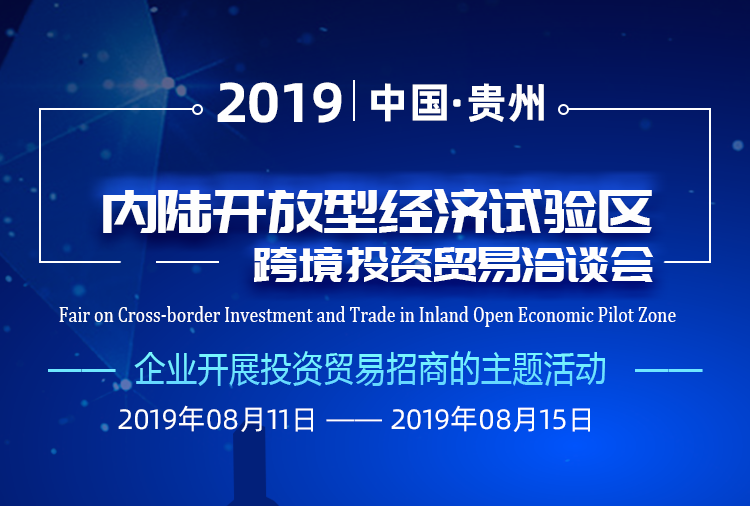 2019 | 中国·贵州
内陆开放型经济试验区
跨境投资贸易洽谈会
Fair on Cross-border Investment and Trade in Inland Open Economic Pilot Zone
—— 企业开展投资贸易招商的主题活动 ——
2019年08月11日 —— 2019年08月15日